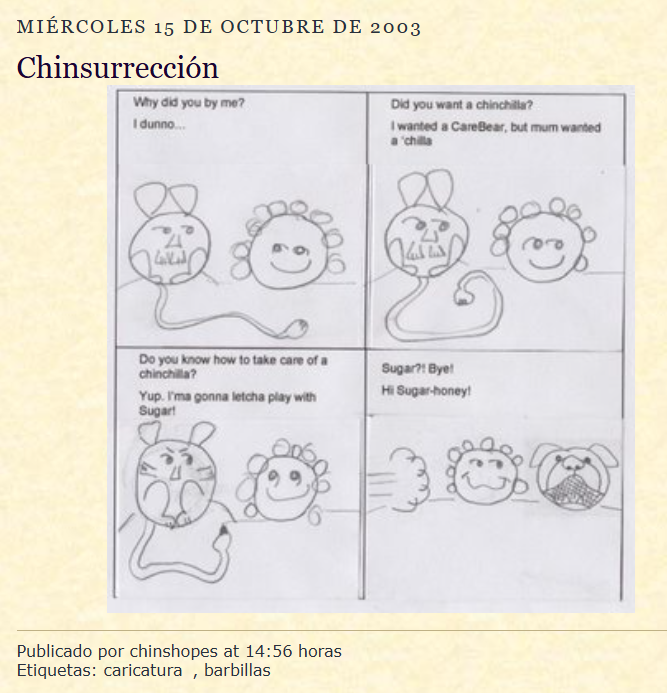 MIÉRCOLES 15 DE OCTUBRE DE 2003
Chinsurrección
Why did you by me?
I dunno...
Did you want a chinchilla?
I wanted a CareBear, but mum wanted
a 'chilla
Do you know how to take care of a
chinchilla?
Yup. I'ma gonna letcha play with
Sugar!
Sugar?! Bye!
Hi Sugar-honey!
Publicado por chinshopes at 14:56 horas
Etiquetas: caricatura , barbillas